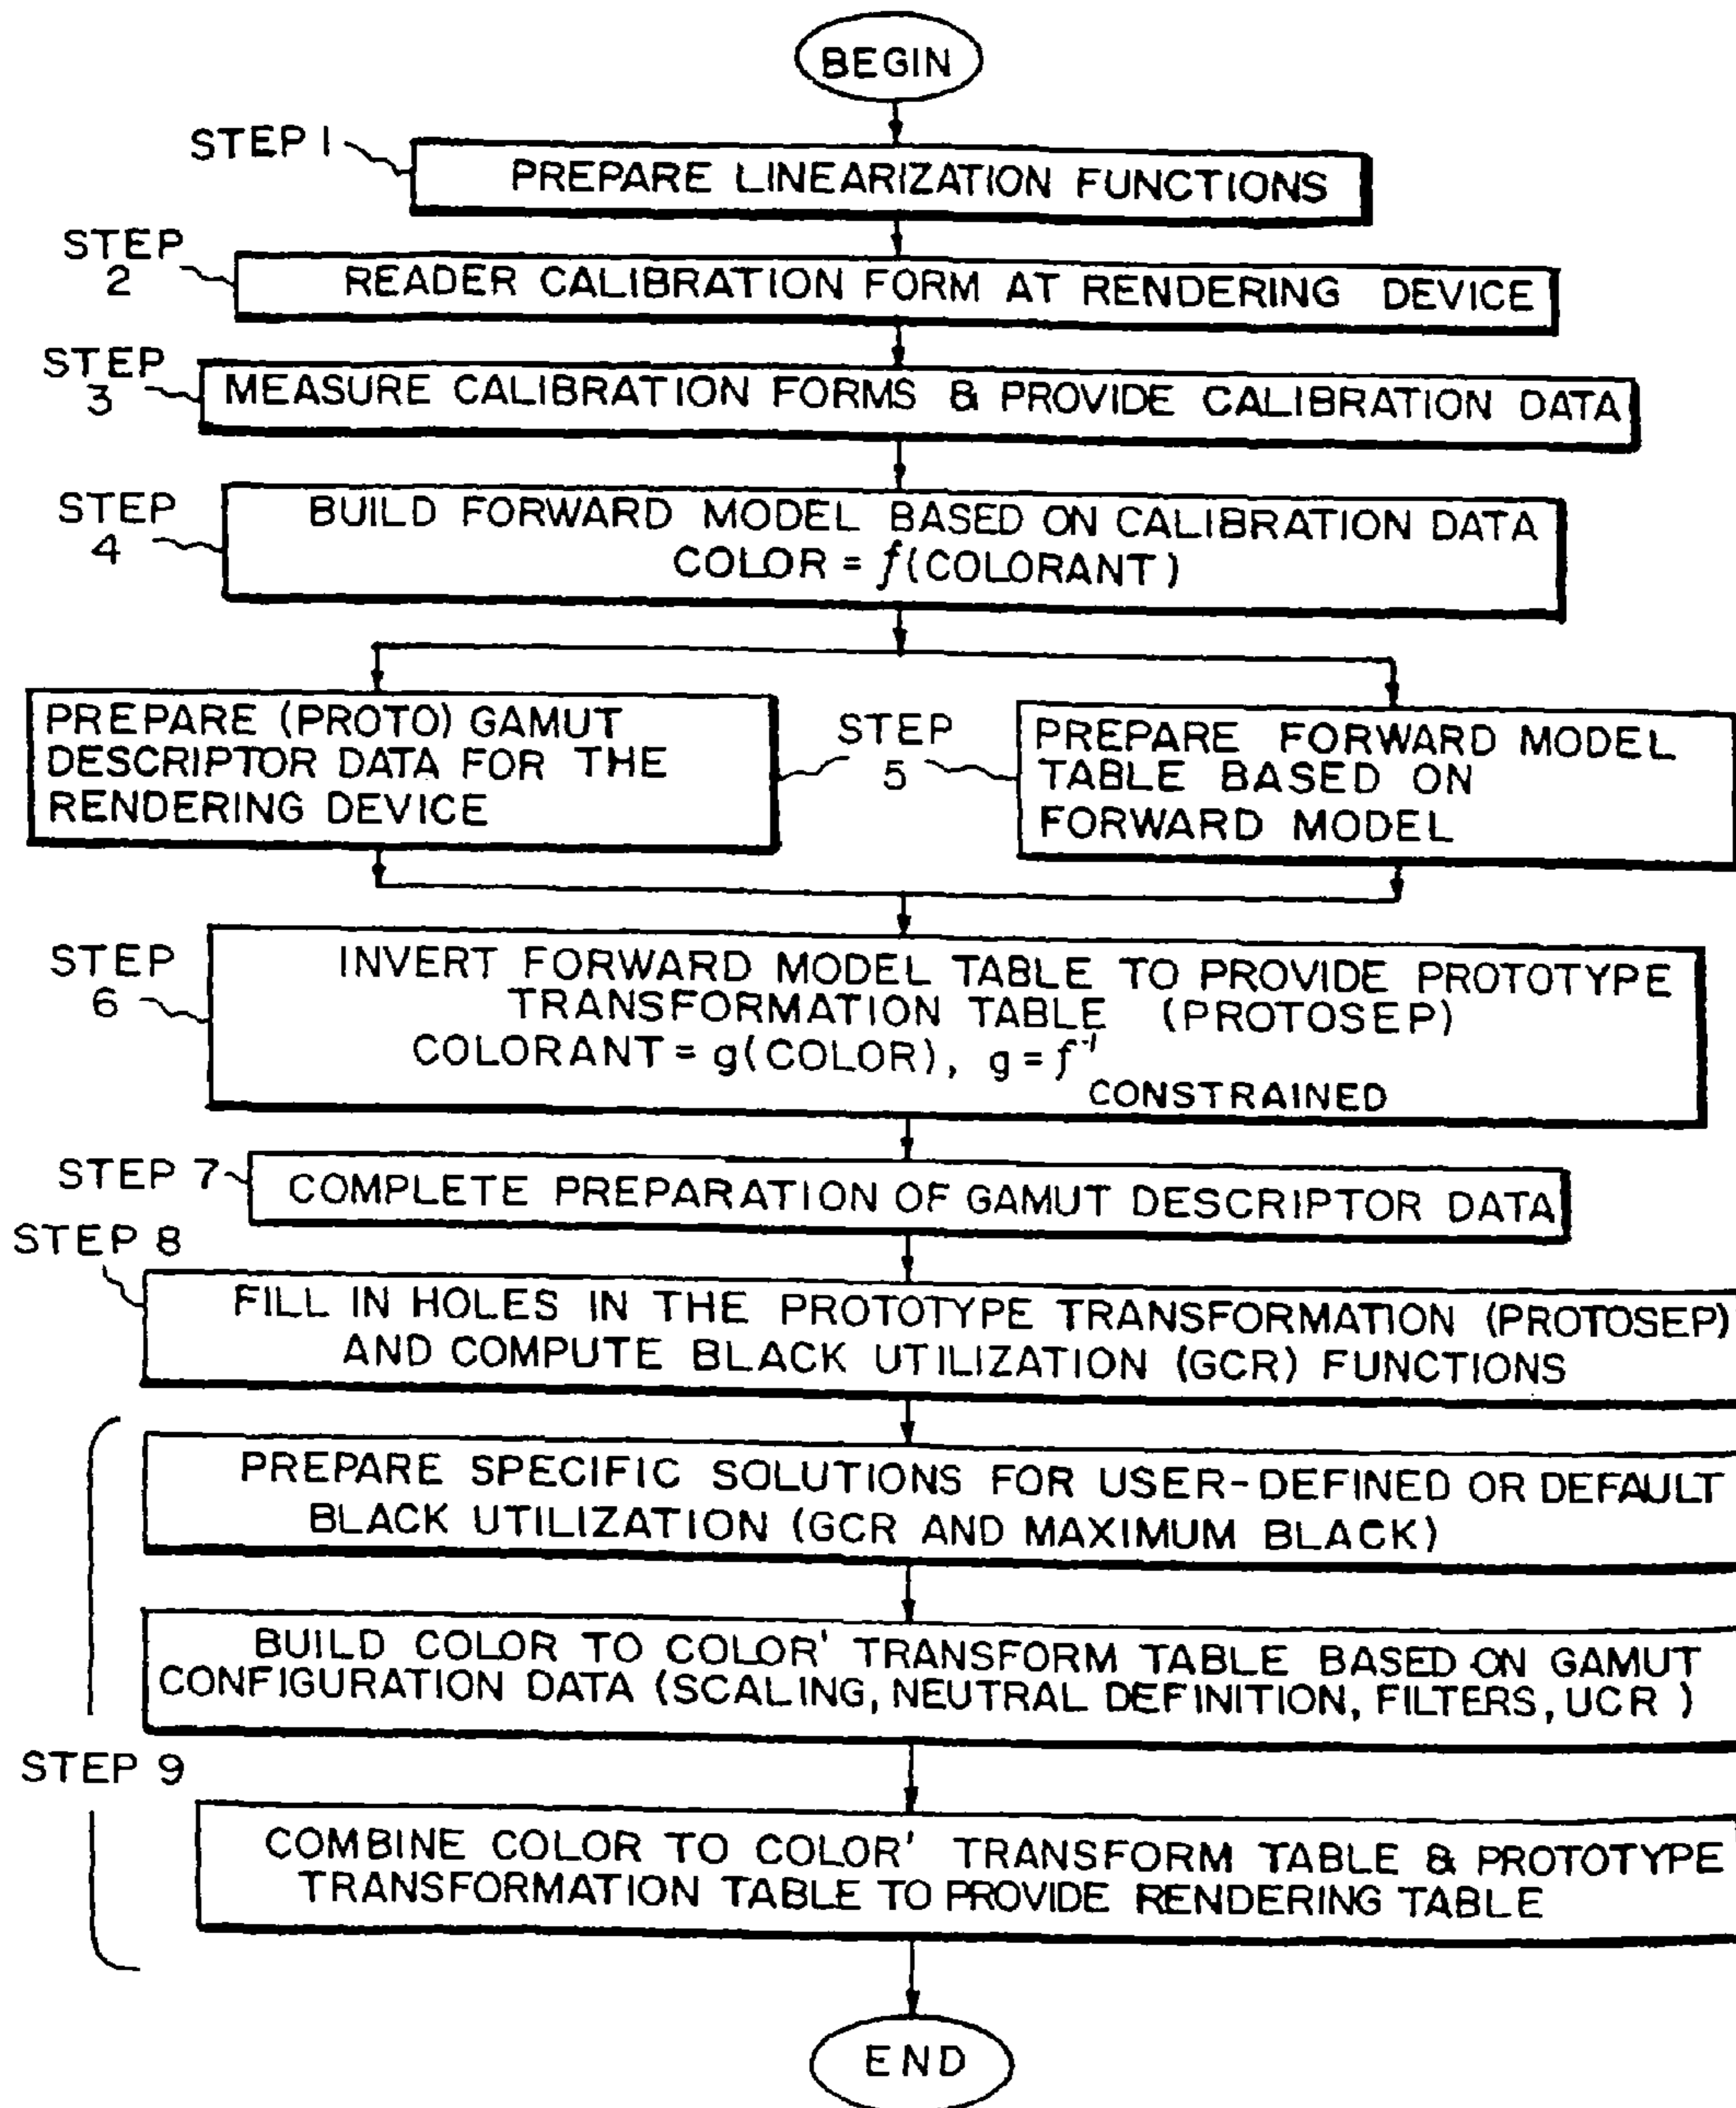 BEGIN
STEP 1
PREPARE LINEARIZATION FUNCTIONS
STEP
2
READER CALIBRATION FORM AT RENDERING DEVICE
STEP
3
MEASURE CALIBRATION FORMS & PROVIDE CALIBRATION DATA
STEP
4
BUILD FORWARD MODEL BASED ON CALIBRATION DATA
COLOR = f(COLORANT)
PREPARE (PROTO) GAMUT
DESCRIPTOR DATA FOR THE
RENDERING DEVICE
STEP
5
PREPARE FORWARD MODEL
TABLE BASED ON
FORWARD MODEL
STEP
6
INVERT FORWARD MODEL TABLE TO PROVIDE PROTOTYPE
TRANSFORMATION TABLE (PROTOSEP)
COLORANT = g(COLOR), g = f⁻¹
CONSTRAINED
STEP 7
COMPLETE PREPARATION OF GAMUT DESCRIPTOR DATA
STEP 8
FILL IN HOLES IN THE PROTOTYPE TRANSFORMATION (PROTOSEP)
AND COMPUTE BLACK UTILIZATION (GCR) FUNCTIONS
PREPARE SPECIFIC SOLUTIONS FOR USER-DEFINED OR DEFAULT
BLACK UTILIZATION (GCR AND MAXIMUM BLACK)
BUILD COLOR TO COLOR' TRANSFORM TABLE BASED ON GAMUT
CONFIGURATION DATA (SCALING, NEUTRAL DEFINITION, FILTERS, UCR)
STEP 9
COMBINE COLOR TO COLOR' TRANSFORM TABLE & PROTOTYPE
TRANSFORMATION TABLE TO PROVIDE RENDERING TABLE
END